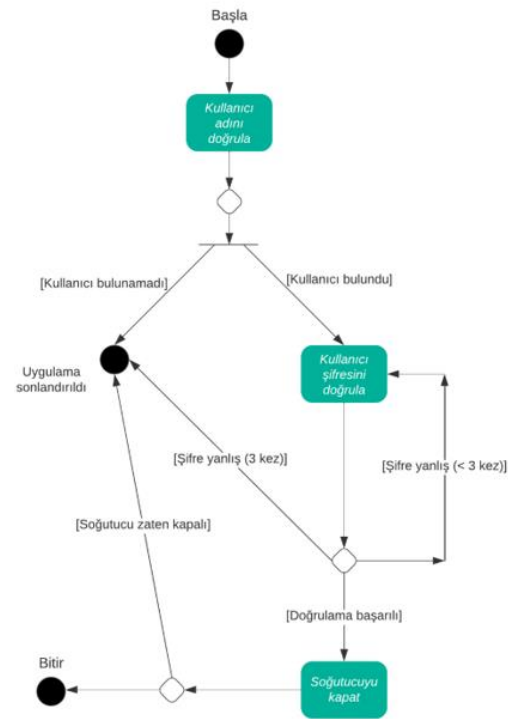 Başla
Kullanıcı
adını
doğrula
[Kullanıcı bulunamadı]
[Kullanıcı bulundu]
Uygulama
sonlandırıldı
Kullanıcı
şifresini
doğrula
[Şifre yanlış (3 kez)]
[Şifre yanlış (< 3 kez)]
[Soğutucu zaten kapalı]
[Doğrulama başarılı]
Bitir
Soğutucuyu
kapat